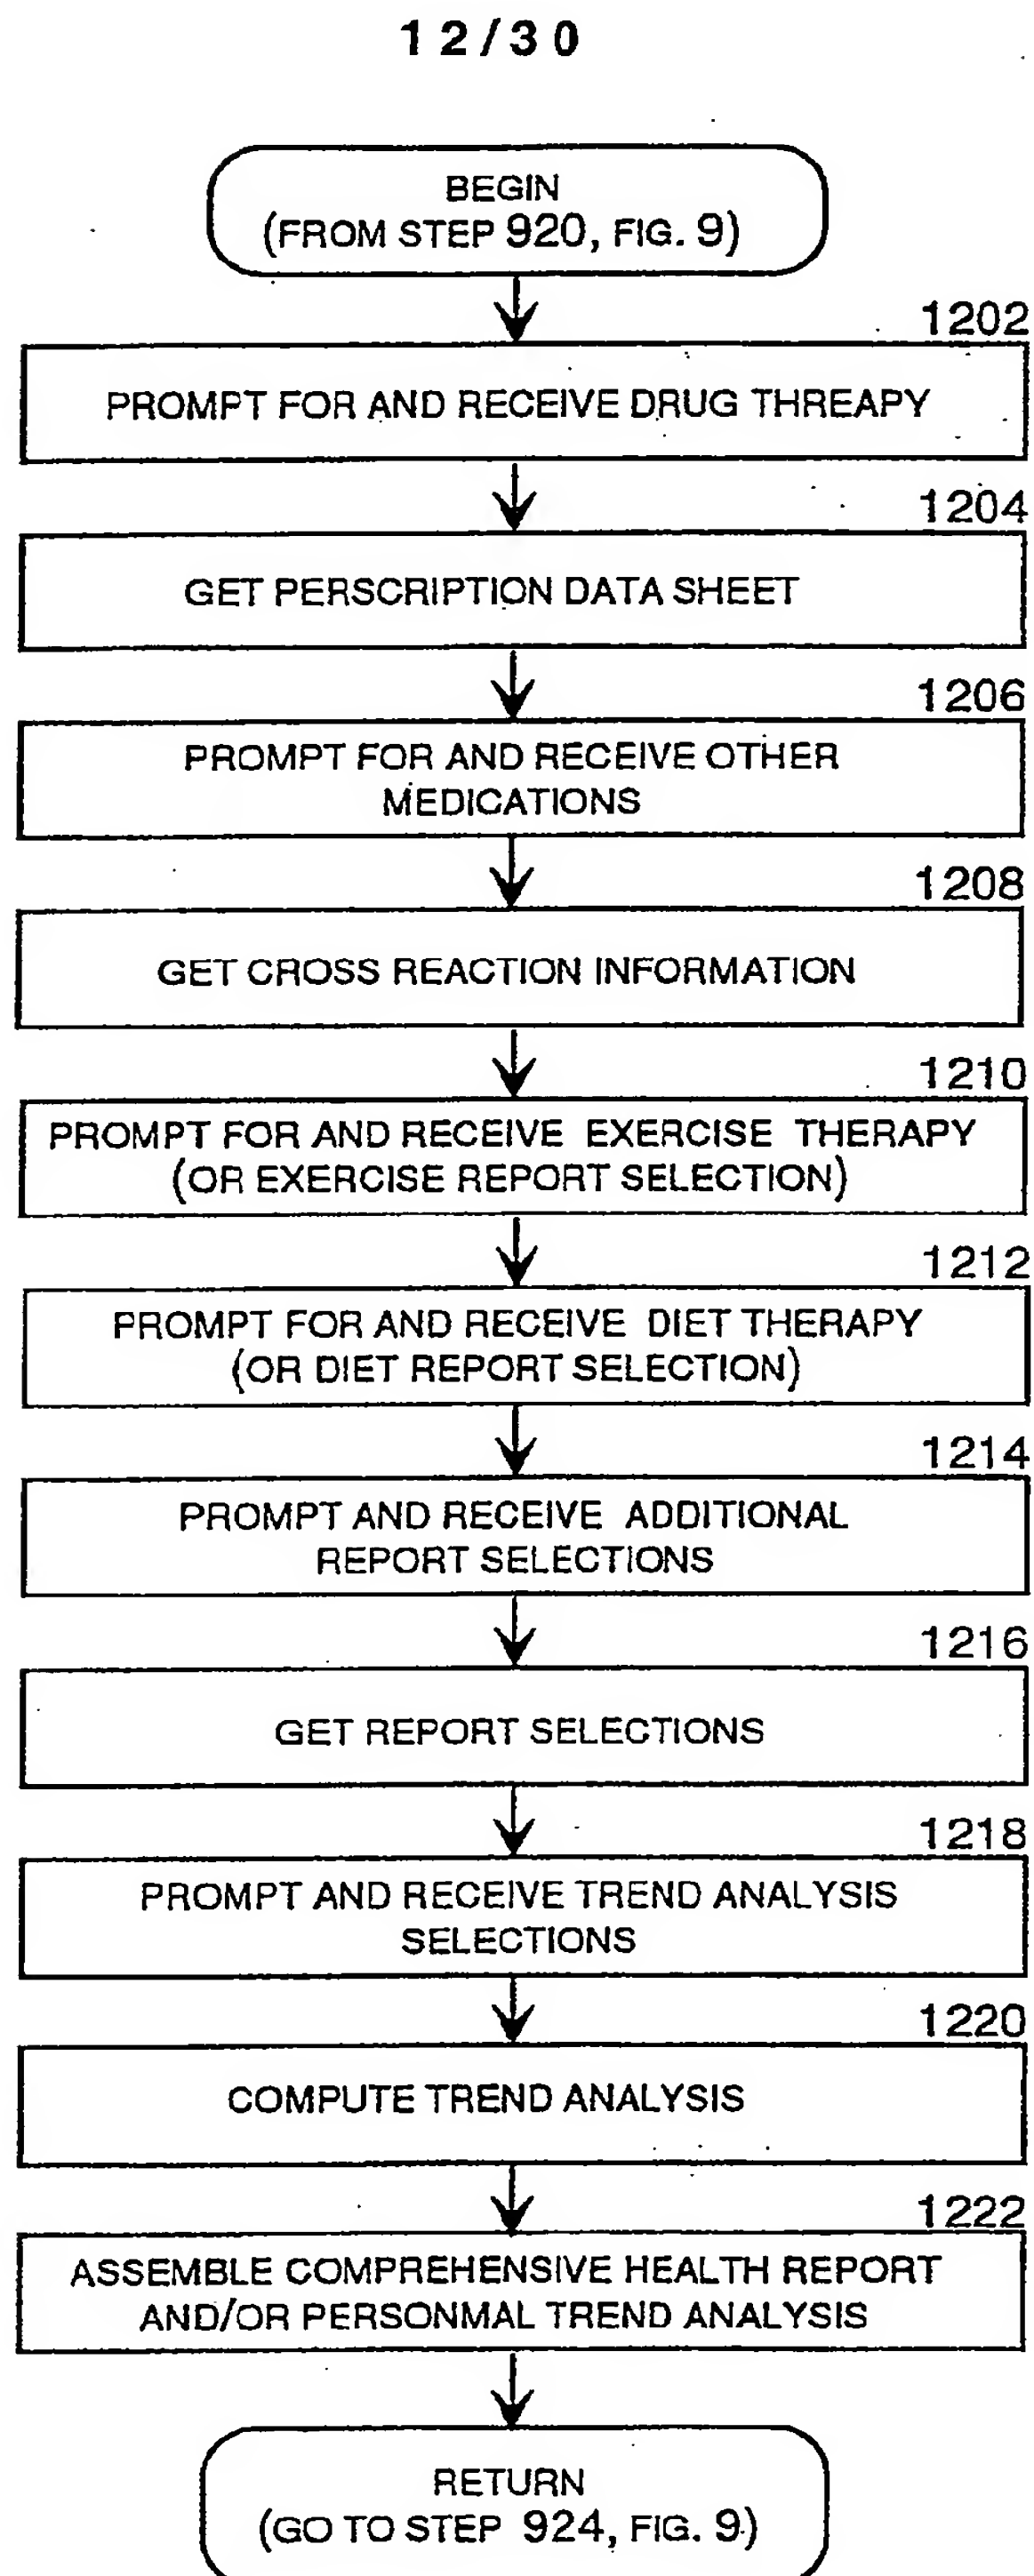 12/30
BEGIN
(FROM STEP 920, FIG. 9)
1202
PROMPT FOR AND RECEIVE DRUG THREAPY
1204
GET PERSCRIPTION DATA SHEET
1206
PROMPT FOR AND RECEIVE OTHER
MEDICATIONS
1208
GET CROSS REACTION INFORMATION
1210
PROMPT FOR AND RECEIVE EXERCISE THERAPY
(OR EXERCISE REPORT SELECTION)
1212
PROMPT FOR AND RECEIVE DIET THERAPY
(OR DIET REPORT SELECTION)
1214
PROMPT AND RECEIVE ADDITIONAL
REPORT SELECTIONS
1216
GET REPORT SELECTIONS
1218
PROMPT AND RECEIVE TREND ANALYSIS
SELECTIONS
1220
COMPUTE TREND ANALYSIS
1222
ASSEMBLE COMPREHENSIVE HEALTH REPORT
AND/OR PERSONMAL TREND ANALYSIS
RETURN
(GO TO STEP 924, FIG. 9)